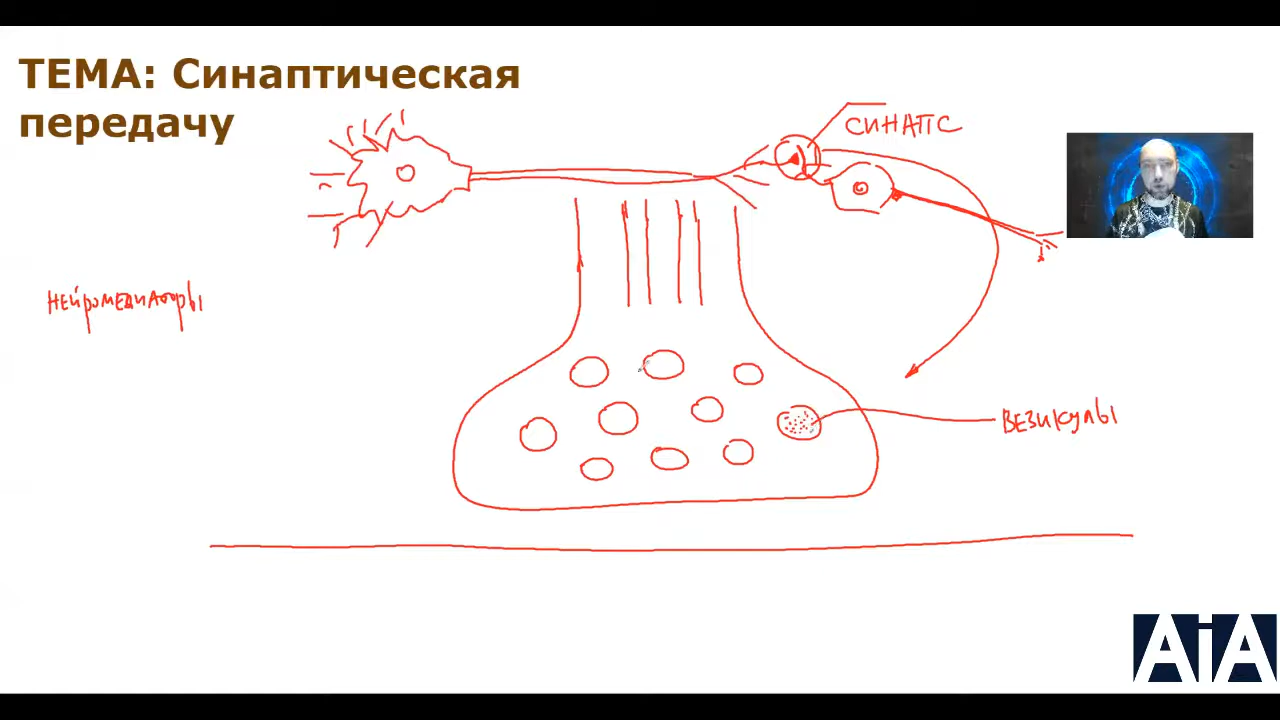 ТЕМА: Синаптическая
передачу
СИНАПС
Нейромедиаторы
ВЕЗИКУЛЫ
AiA